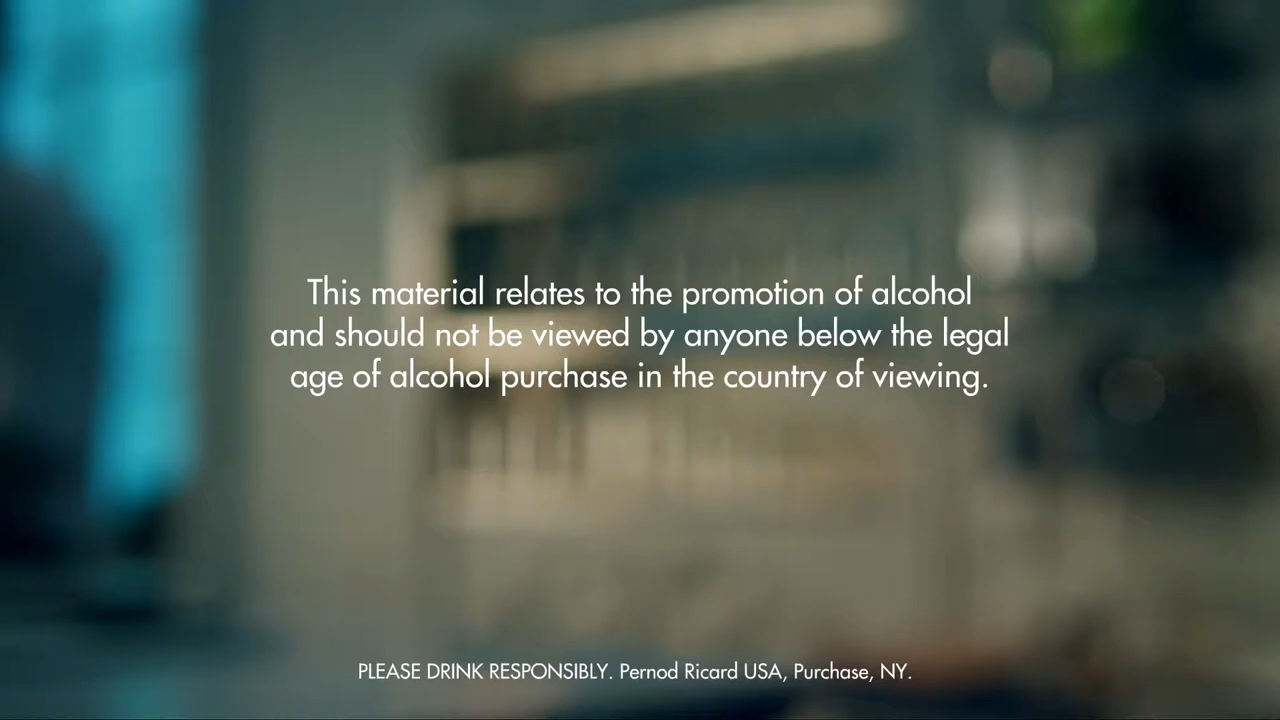 This material relates to the promotion of alcohol
and should not be viewed by anyone below the legal
age of alcohol purchase in the country of viewing.
PLEASE DRINK RESPONSIBLY. Pernod Ricard USA, Purchase, NY.